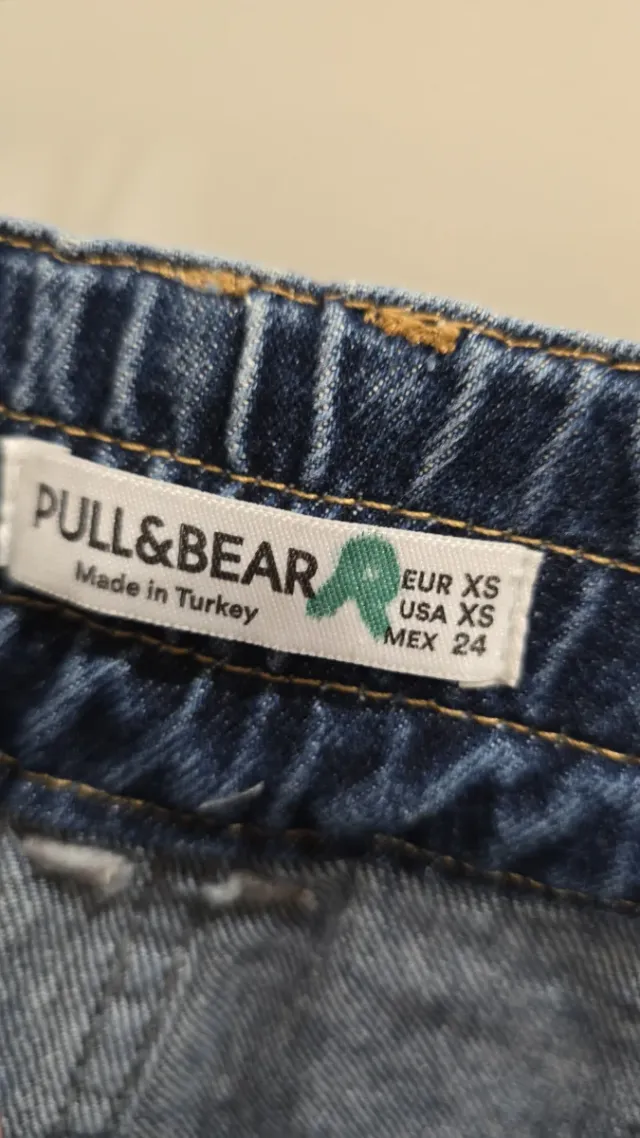 PULL&BEAR
Made in Turkey
R
EUR XS
USA XS
MEX 24